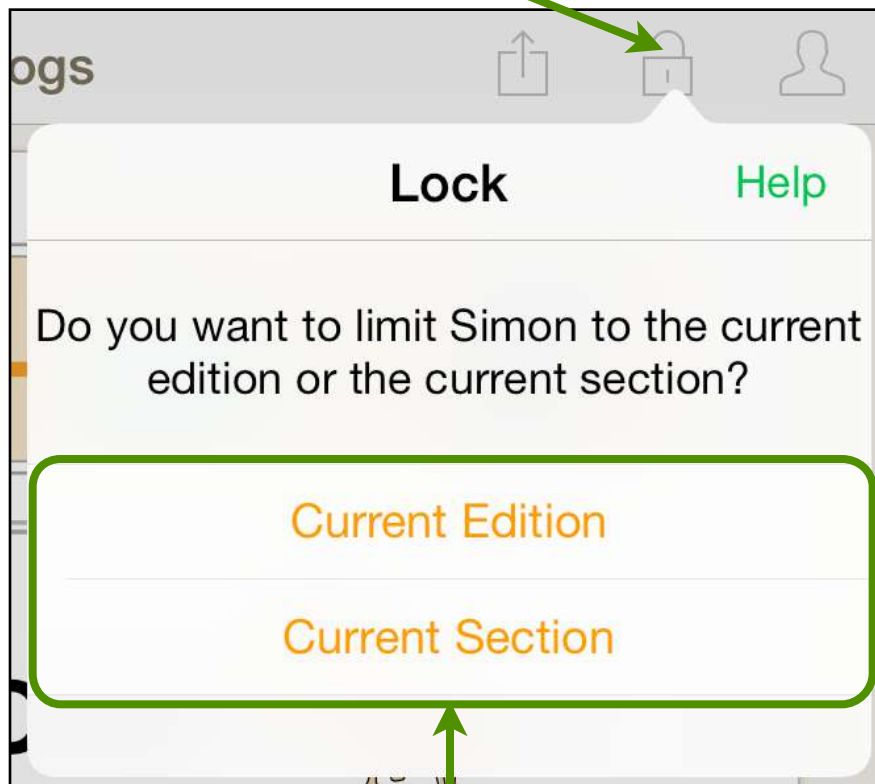 ogs
Lock
Help
Do you want to limit Simon to the current
edition or the current section?
Current Edition
Current Section